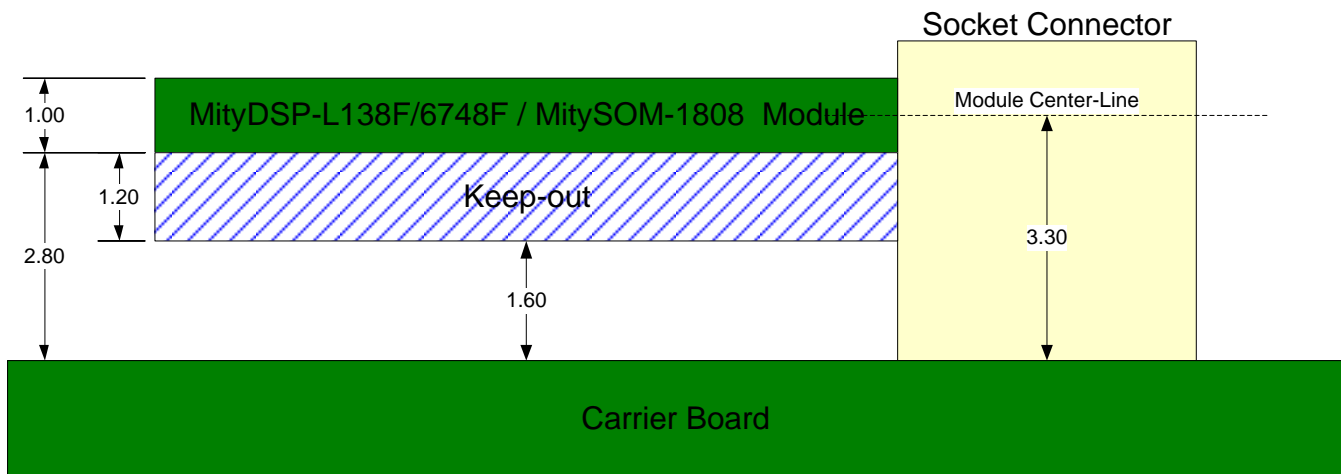 Socket Connector
Module Center-Line
1.00
MityDSP-L138F/6748F / MitySOM-1808 Module
1.20
Keep-out
2.80
3.30
1.60
Carrier Board